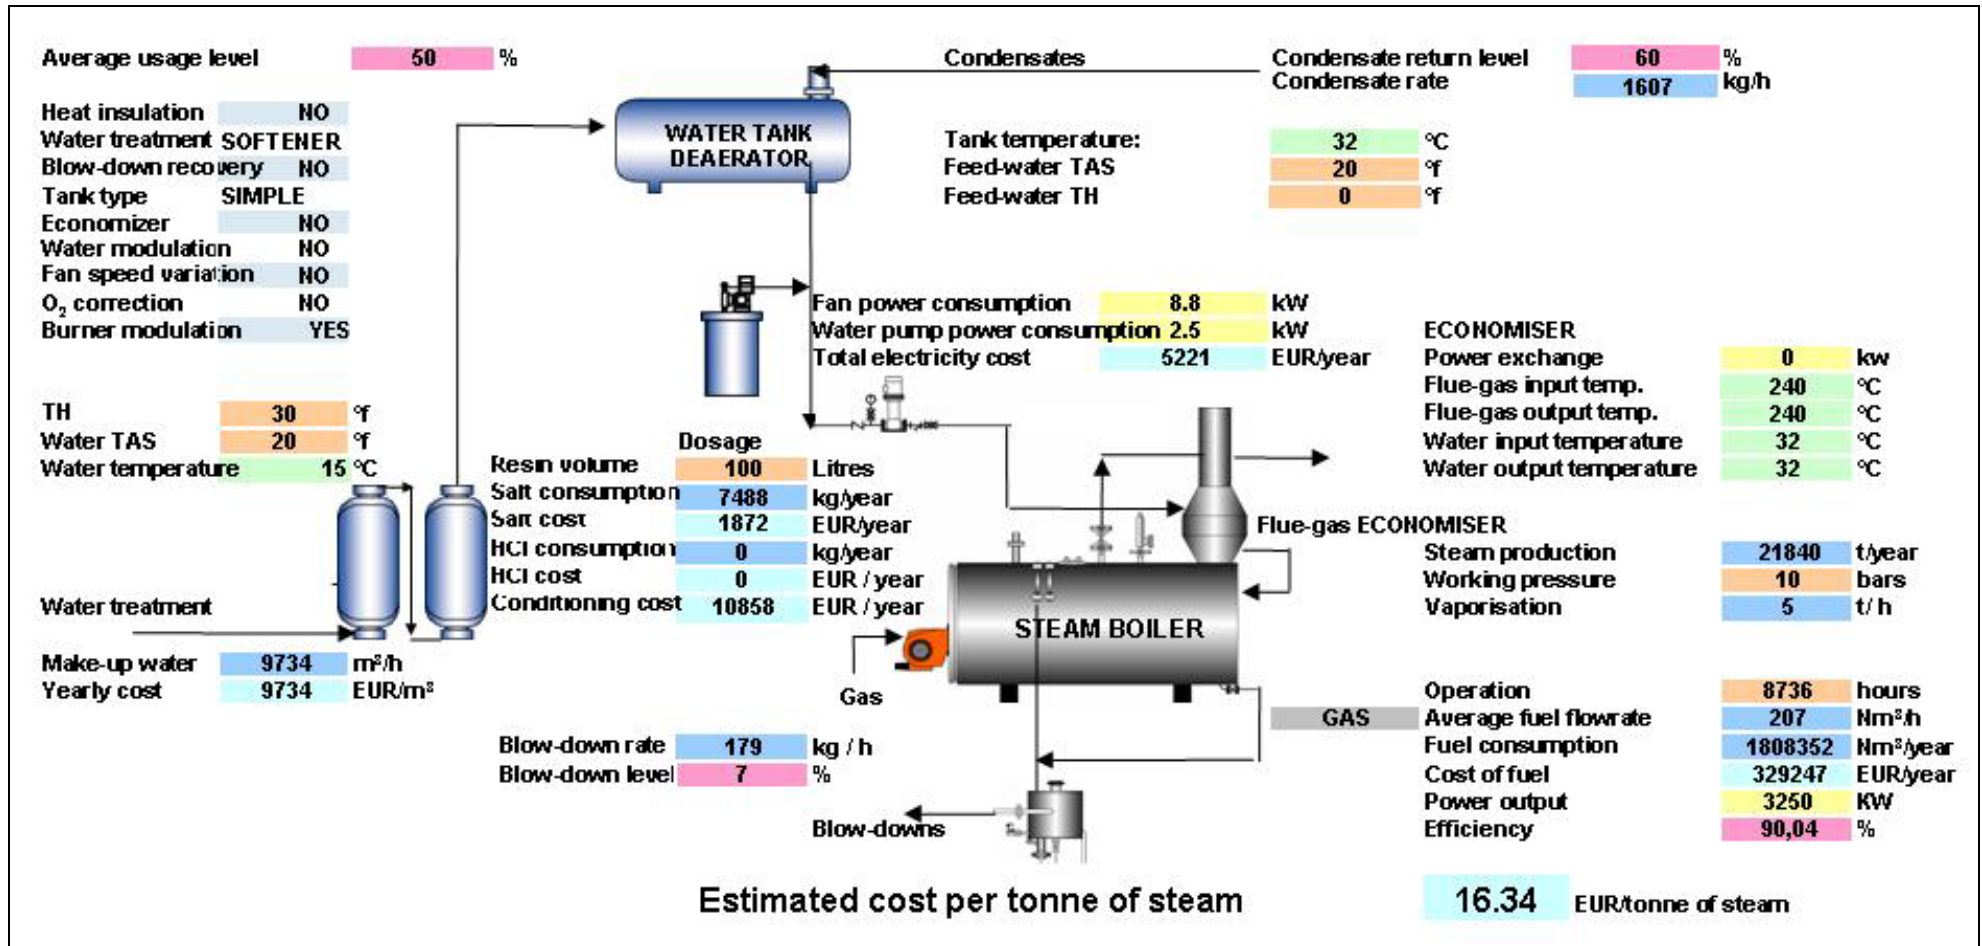 Average usage level 50 %
Heat insulation NO
Water treatment SOFTENER
Blow-down recovery NO
Tank type SIMPLE
Economizer NO
Water modulation NO
Fan speed variation NO
O₂ correction NO
Burner modulation YES
Condensates
Condensate return level 60 %
Condensate rate 1607 kg/h
WATER TANK
DEAERATOR
Tank temperature: 32 °C
Feed-water TAS 20 °f
Feed-water TH 0 °f
Fan power consumption 8.8 kW
Water pump power consumption 2.5 kW
Total electricity cost 5221 EUR/year
ECONOMISER
Power exchange 0 kw
Flue-gas input temp. 240 °C
Flue-gas output temp. 240 °C
Water input temperature 32 °C
Water output temperature 32 °C
TH 30 °f
Water TAS 20 °f
Water temperature 15 °C
Dosage
Resin volume 100 Litres
Salt consumption 7488 kg/year
Salt cost 1872 EUR/year
HCl consumption 0 kg/year
HCl cost 0 EUR / year
Conditioning cost 10858 EUR / year
Flue-gas ECONOMISER
Steam production 21840 t/year
Working pressure 10 bars
Vaporisation 5 t/ h
Water treatment
STEAM BOILER
Make-up water 9734 m³/h
Yearly cost 9734 EUR/m³
Gas
Operation 8736 hours
GAS Average fuel flowrate 207 Nm³/h
Fuel consumption 1808352 Nm³/year
Cost of fuel 329247 EUR/year
Power output 3250 KW
Efficiency 90,04 %
Blow-down rate 179 kg / h
Blow-down level 7 %
Blow-downs
Estimated cost per tonne of steam 16.34 EUR/tonne of steam